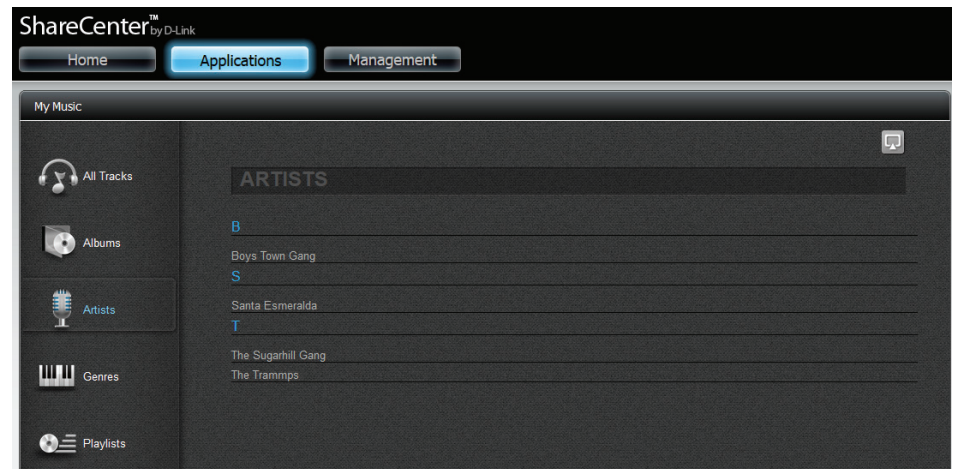 ShareCenter™ by D-Link
Home Applications Management
My Music
All Tracks
Albums
Artists
Genres
Playlists
ARTISTS
B
Boys Town Gang
S
Santa Esmeralda
T
The Sugarhill Gang
The Trammps